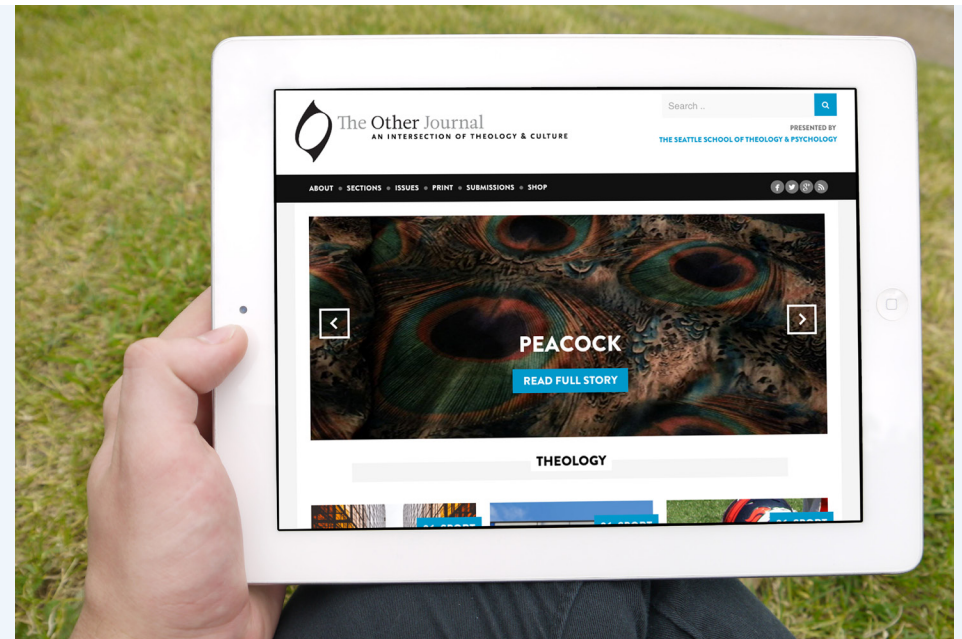 The Other Journal
AN INTERSECTION OF THEOLOGY & CULTURE
Search ..
PRESENTED BY
THE SEATTLE SCHOOL OF THEOLOGY & PSYCHOLOGY
ABOUT • SECTIONS • ISSUES • PRINT • SUBMISSIONS • SHOP
PEACOCK
READ FULL STORY
THEOLOGY